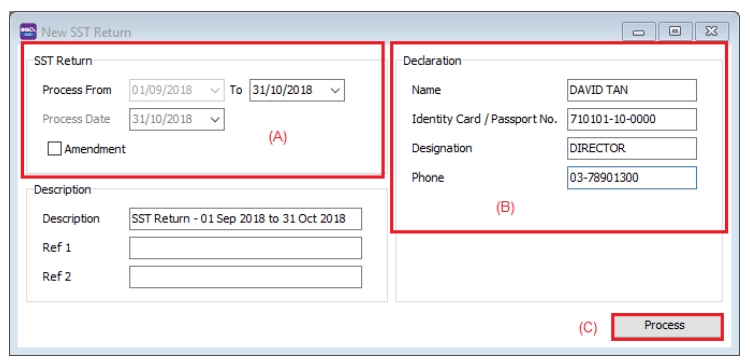 New SST Return
SST Return
Process From 01/09/2018 To 31/10/2018
Process Date 31/10/2018
(A)
Amendment
Declaration
Name DAVID TAN
Identity Card / Passport No. 710101-10-0000
Designation DIRECTOR
Phone 03-78901300
(B)
Description
Description SST Return - 01 Sep 2018 to 31 Oct 2018
Ref 1
Ref 2
(C) Process